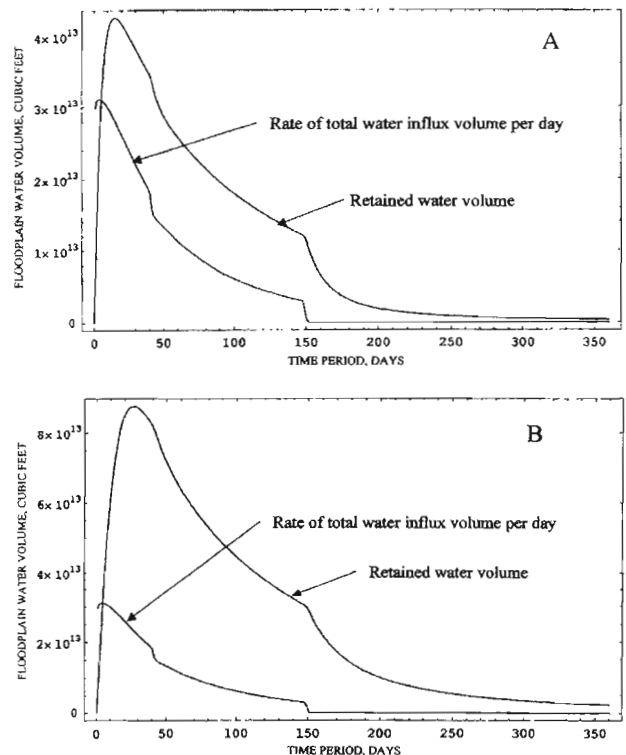 A
FLOODPLAIN WATER VOLUME, CUBIC FEET
4× 10^13
3× 10^13
2× 10^13
1× 10^13
0
Rate of total water influx volume per day
Retained water volume
0 50 100 150 200 250 300 350
TIME PERIOD, DAYS
B
FLOODPLAIN WATER VOLUME, CUBIC FEET
8× 10^13
6× 10^13
4× 10^13
2× 10^13
0
Rate of total water influx volume per day
Retained water volume
0 50 100 150 200 250 300 350
TIME PERIOD, DAYS